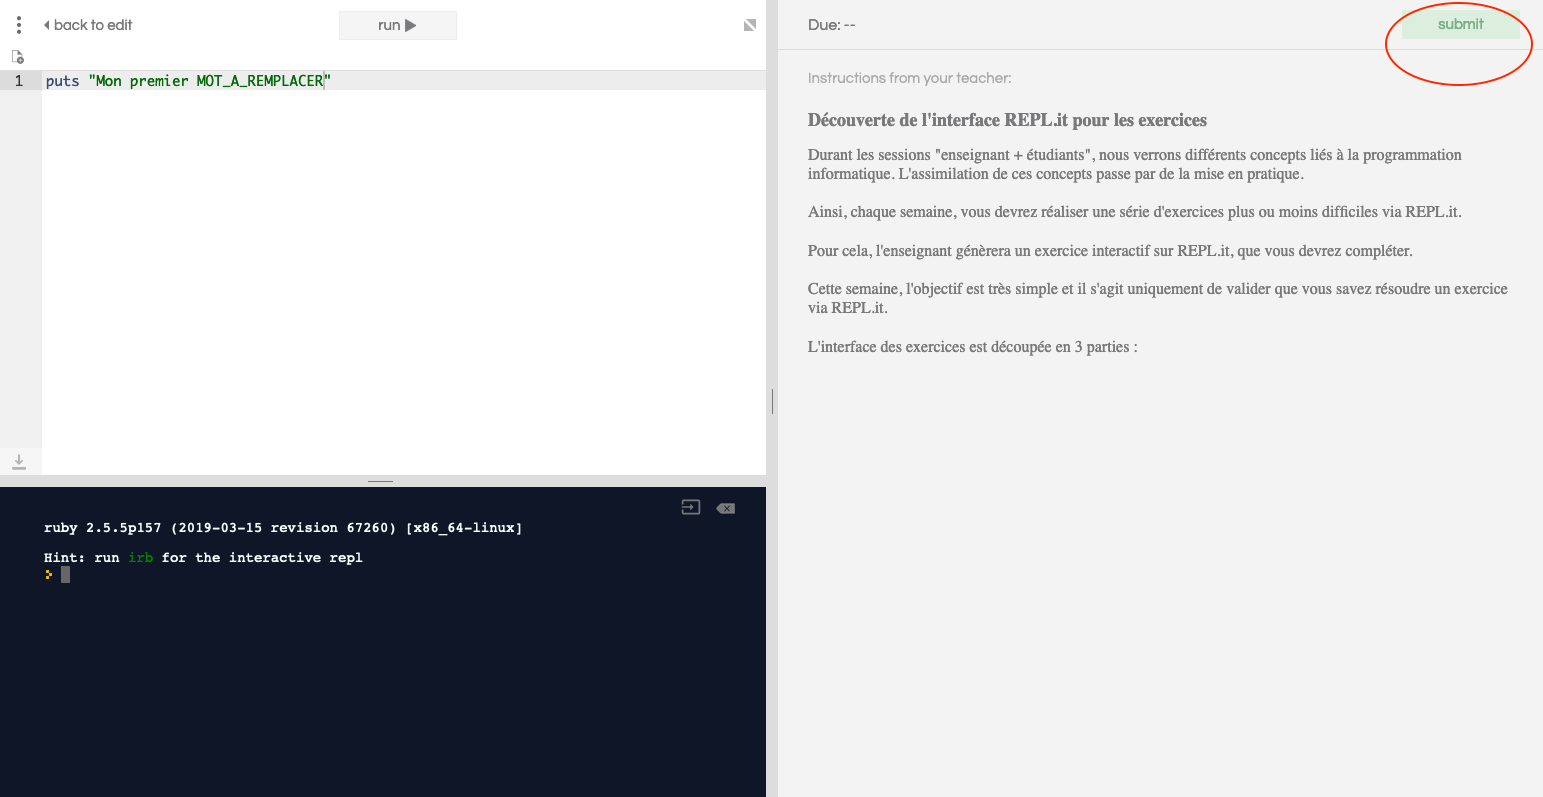 back to edit
run
1
puts "Mon premier MOT_A_REMPLACER"
ruby 2.5.5p157 (2019-03-15 revision 67260) [x86_64-linux]
Hint: run irb for the interactive repl
>
Due: --
submit
Instructions from your teacher:
Découverte de l'interface REPL.it pour les exercices
Durant les sessions "enseignant + étudiants", nous verrons différents concepts liés à la programmation
informatique. L'assimilation de ces concepts passe par de la mise en pratique.
Ainsi, chaque semaine, vous devrez réaliser une série d'exercices plus ou moins difficiles via REPL.it.
Pour cela, l'enseignant génèrera un exercice interactif sur REPL.it, que vous devrez compléter.
Cette semaine, l'objectif est très simple et il s'agit uniquement de valider que vous savez résoudre un exercice
via REPL.it.
L'interface des exercices est découpée en 3 parties :